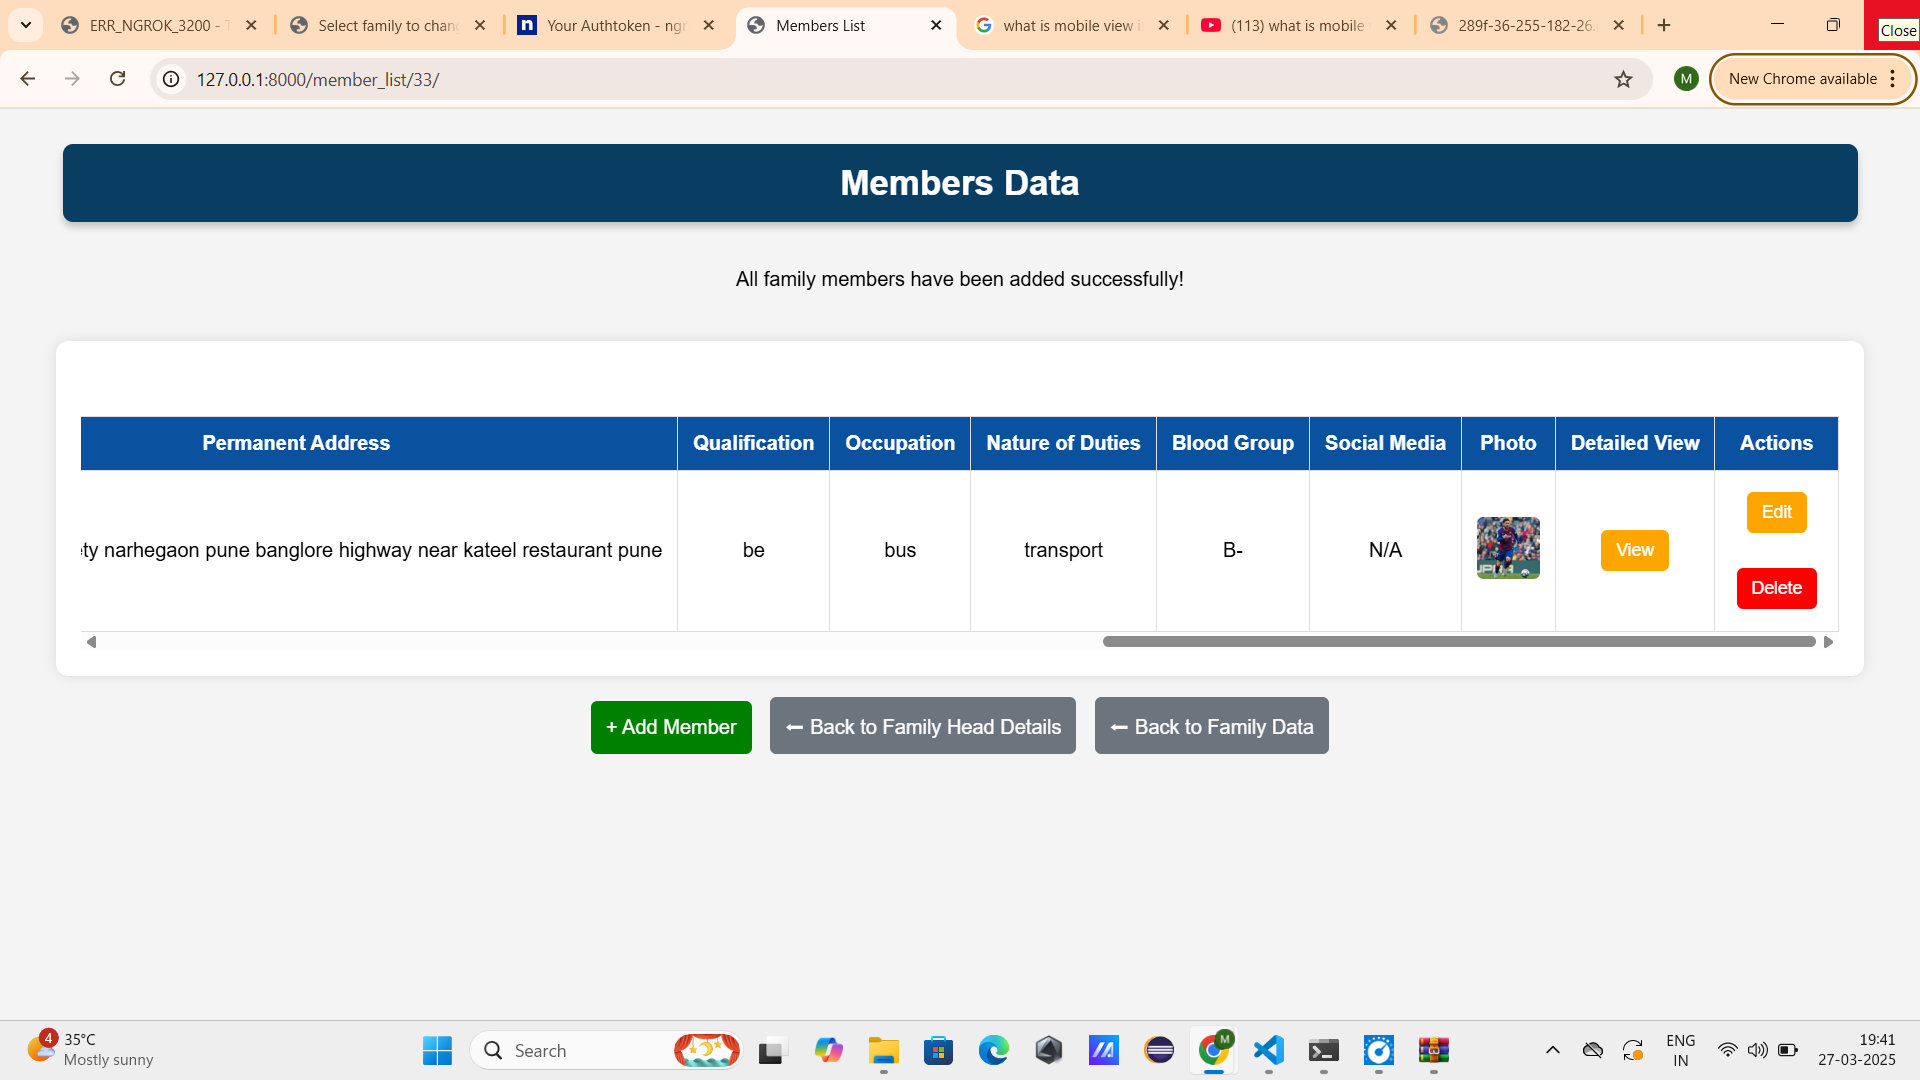 ERR_NGROK_3200 - T
Select family to chan
Your Authtoken - ngr
Members List
what is mobile view i
(113) what is mobile
289f-36-255-182-26.
Close
127.0.0.1:8000/member_list/33/
M
New Chrome available
Members Data
All family members have been added successfully!
Permanent Address Qualification Occupation Nature of Duties Blood Group Social Media Photo Detailed View Actions
ty narhegaon pune banglore highway near kateel restaurant pune be bus transport B- N/A View
Edit
Delete
+ Add Member
← Back to Family Head Details
← Back to Family Data
4
35°C
Mostly sunny
Search
M
ENG
IN
19:41
27-03-2025